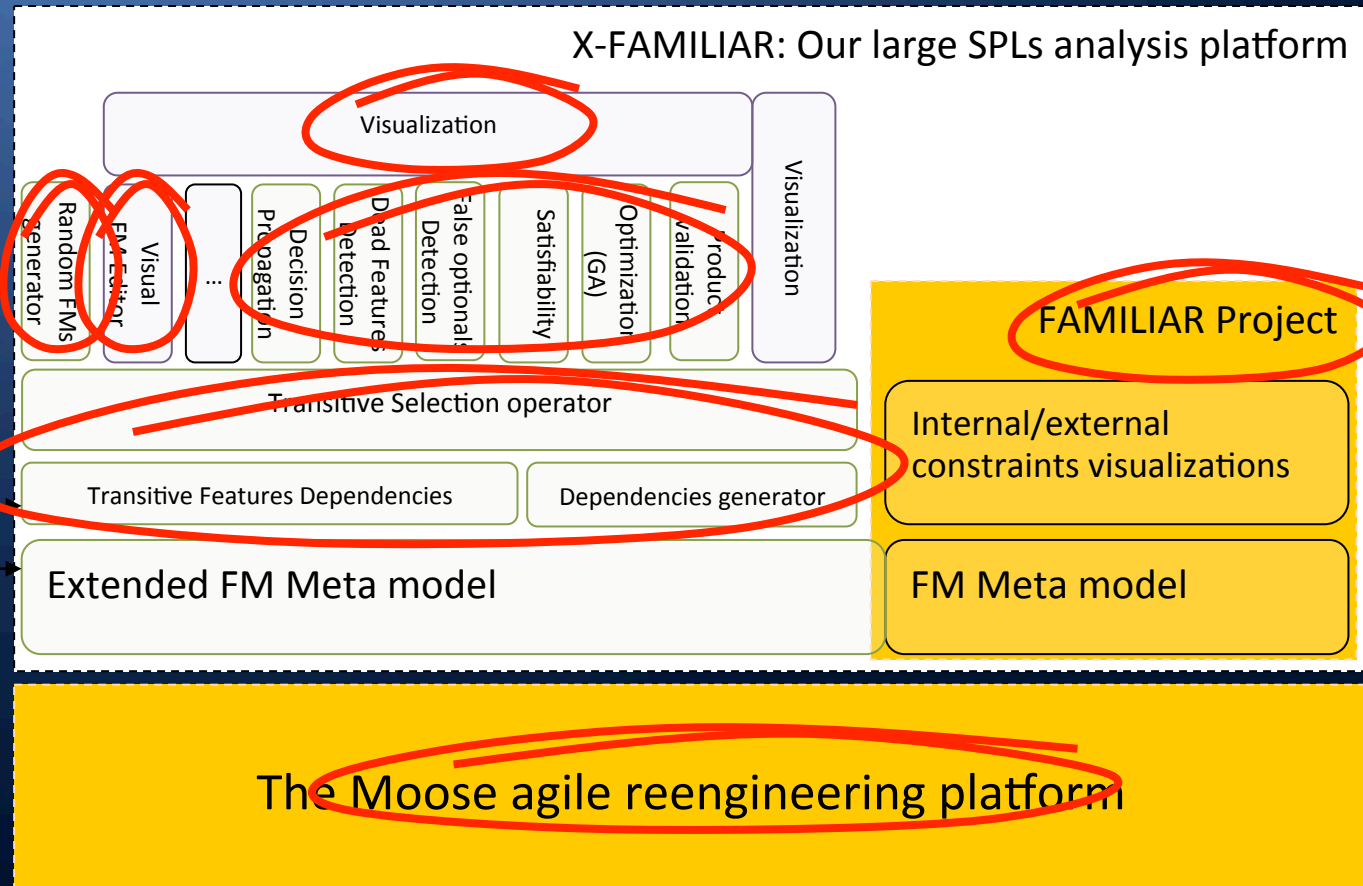 X-FAMILIAR: Our large SPLs analysis platform
Visualization
Visualization
Random FMs
generator
Visual
FM Editor
...
Decision
Propagation
Dead Features
Detection
False optionals
Detection
Satisfiability
Optimization
(GA)
Product
validation
FAMILIAR Project
Transitive Selection operator
Internal/external
constraints visualizations
Transitive Features Dependencies
Dependencies generator
Extended FM Meta model
FM Meta model
The Moose agile reengineering platform